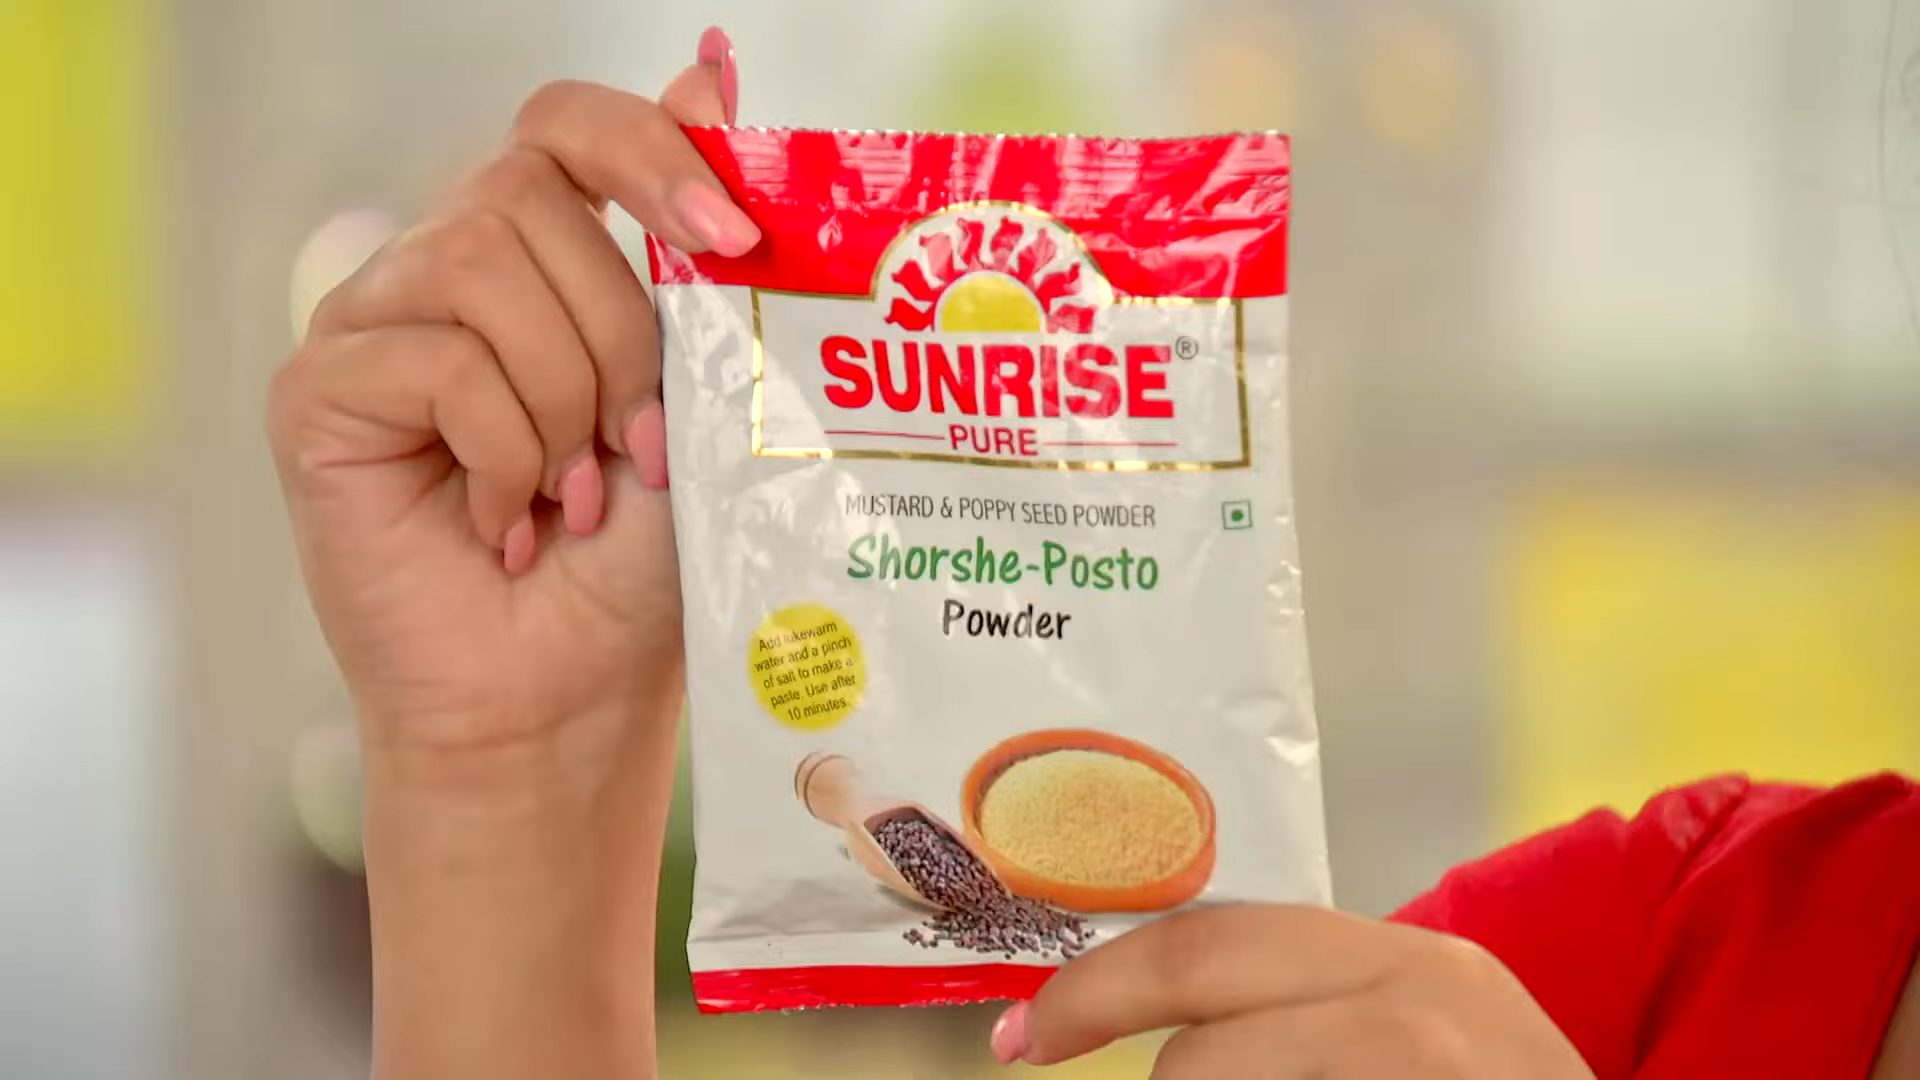 SUNRISE®
PURE
MUSTARD & POPPY SEED POWDER
Shorshe-Posto
Powder
Add lukewarm
water and a pinch
of salt to make a
paste. Use after
10 minutes.